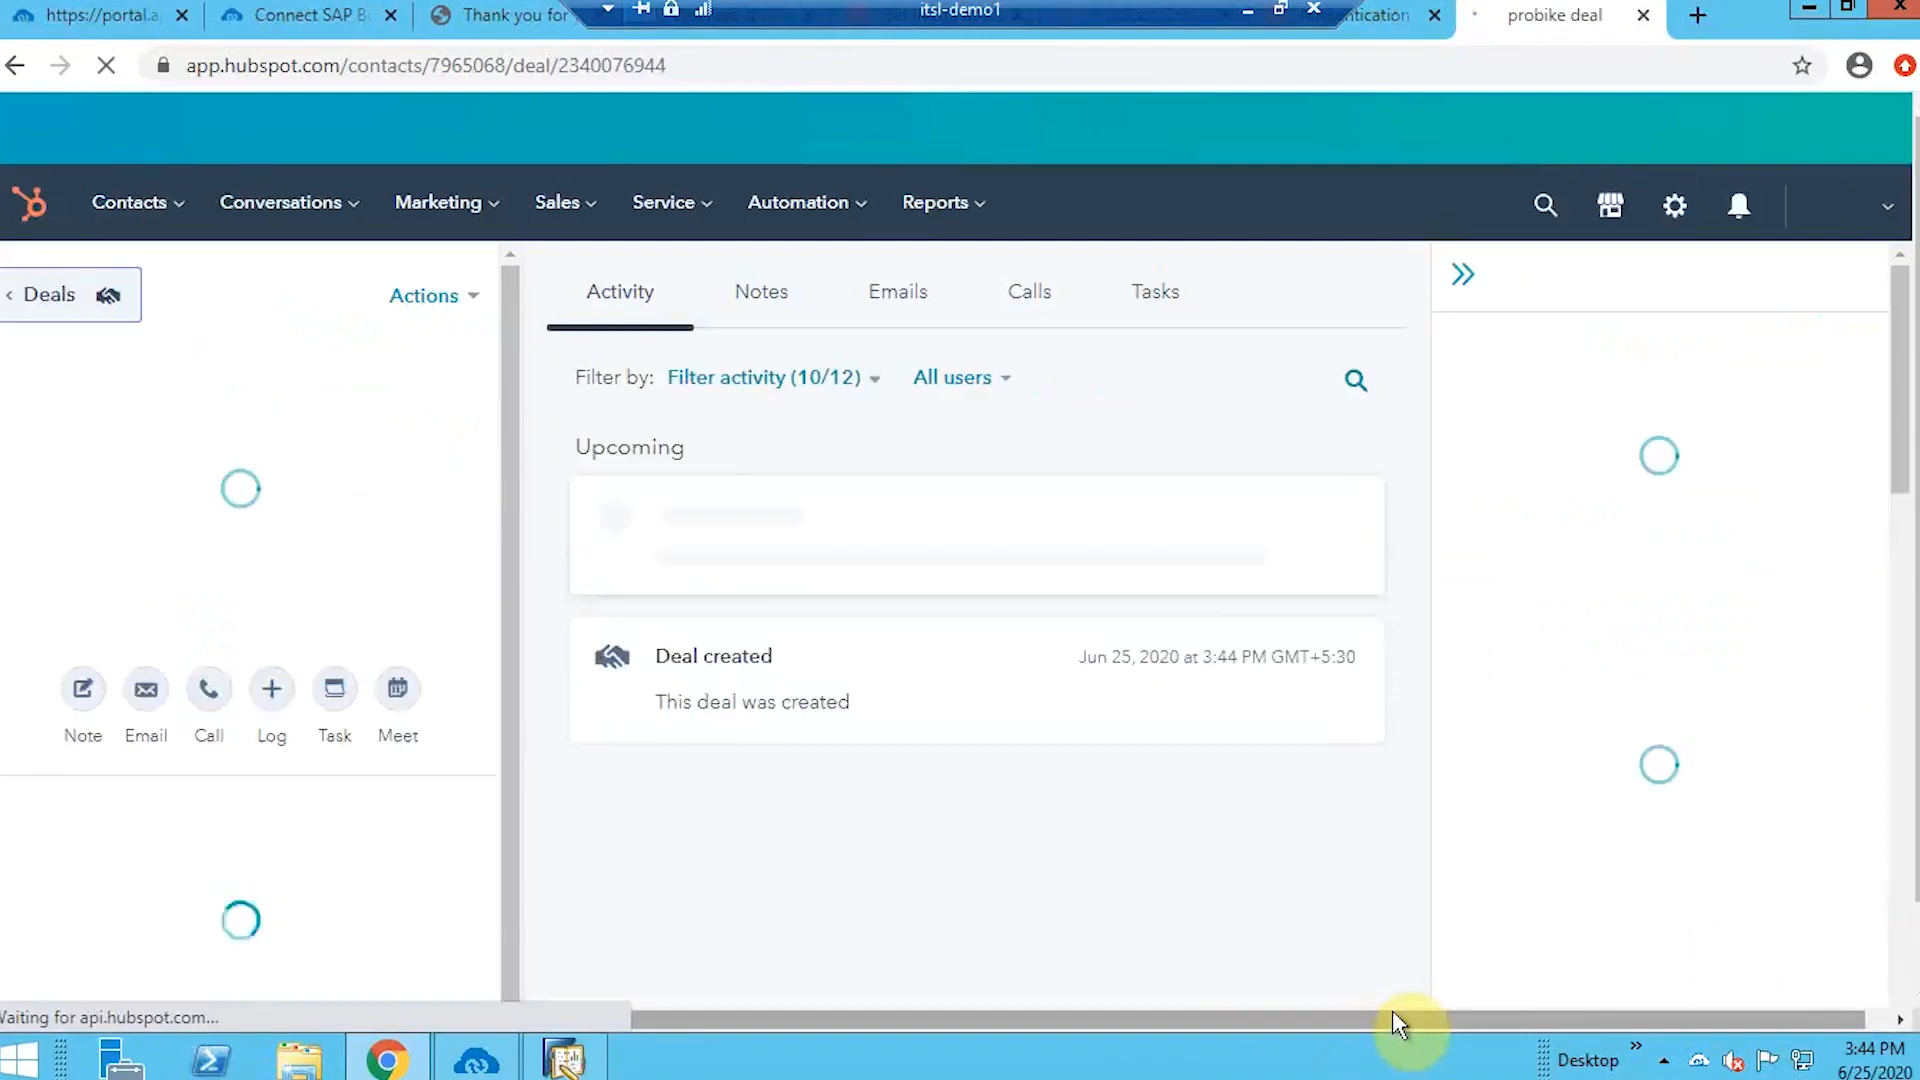 https://portal.a
Connect SAP B
Thank you for
itsl-demo1
entication
probike deal
app.hubspot.com/contacts/7965068/deal/2340076944
Contacts
Conversations
Marketing
Sales
Service
Automation
Reports
Deals
Actions
Activity
Notes
Emails
Calls
Tasks
Filter by:
Filter activity (10/12)
All users
Upcoming
Deal created
Jun 25, 2020 at 3:44 PM GMT+5:30
This deal was created
Note
Email
Call
Log
Task
Meet
Waiting for api.hubspot.com...
Desktop
3:44 PM
6/25/2020